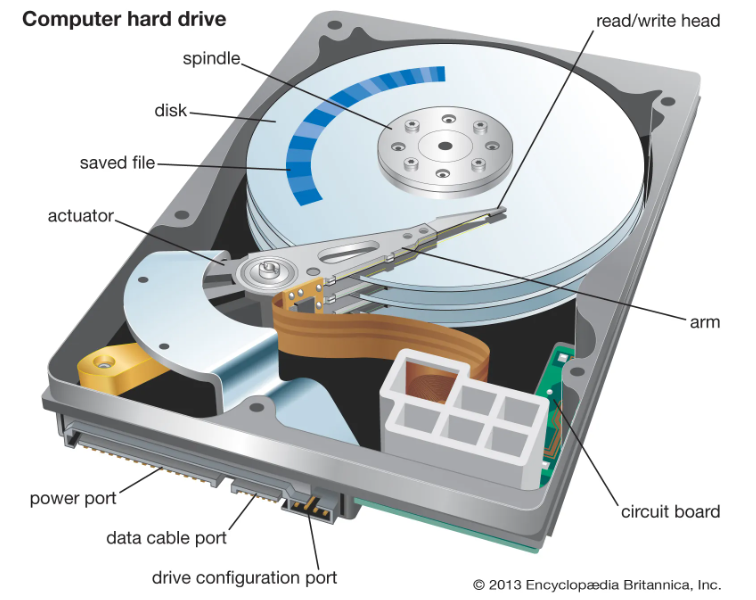 Computer hard drive
read/write head
spindle
disk
saved file
actuator
arm
power port
circuit board
data cable port
drive configuration port
© 2013 Encyclopædia Britannica, Inc.